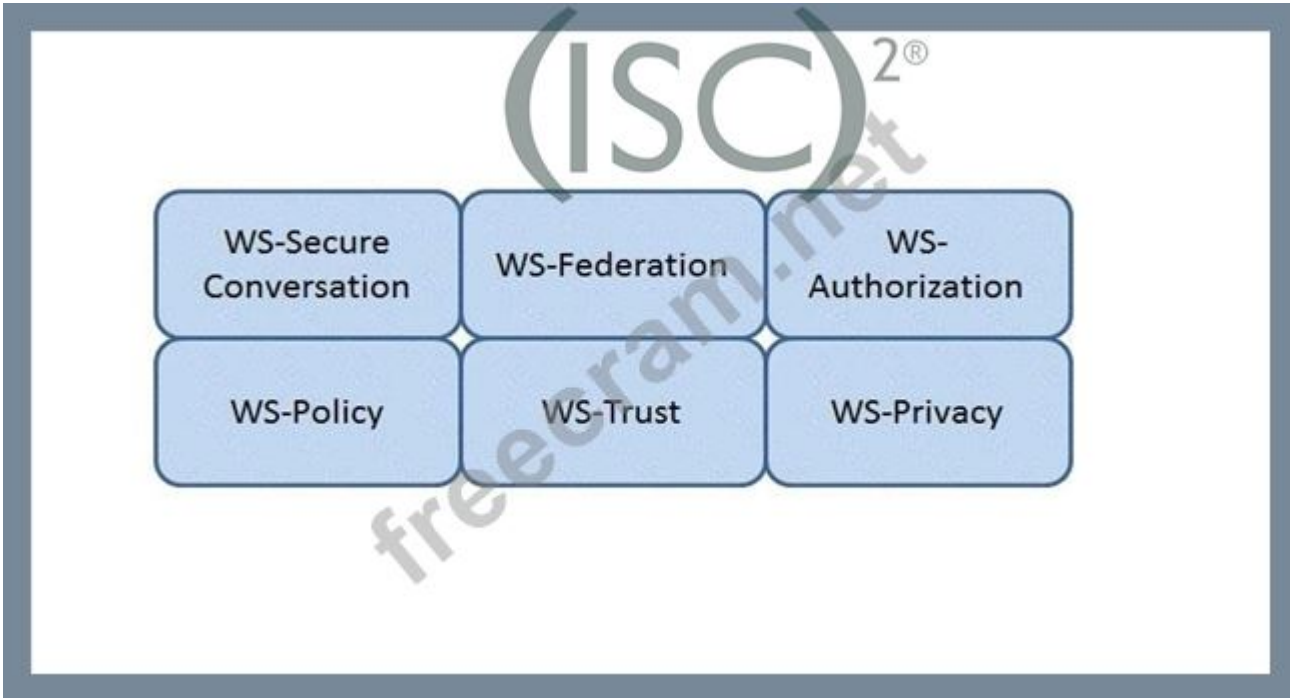 (ISC)2®
WS-Secure
Conversation
WS-Federation
WS-
Authorization
WS-Policy
WS-Trust
WS-Privacy
freecram.net